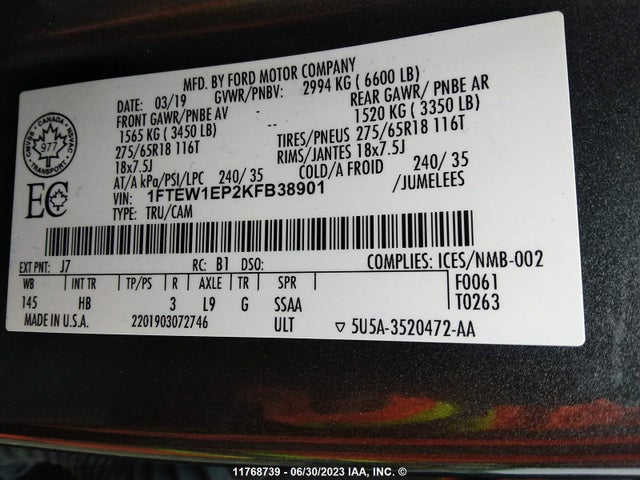 MFD. BY FORD MOTOR COMPANY
DATE: 03/19 GVWR/PNBV: 2994 KG ( 6600 LB)
FRONT GAWR/PNBE AV REAR GAWR/ PNBE AR
1565 KG ( 3450 LB) 1520 KG ( 3350 LB)
275/65R18 116T TIRES/PNEUS 275/65R18 116T
18x7.5J RIMS/JANTES 18x7.5J
AT/A kPa/PSI/LPC 240/ 35 COLD/A FROID 240/ 35
VIN: 1FTEW1EP2KFB38901 /JUMELEES
TYPE: TRU/CAM
CANADA
977
TRANSPORT
EC
EXT PNT: J7 RC: B1 DSO: COMPLIES: ICES/NMB-002
WB INT TR TP/PS R AXLE TR SPR F0061
145 HB 3 L9 G SSAA T0263
MADE IN U.S.A. 2201903072746 ULT ▽ 5U5A-3520472-AA
11768739 - 06/30/2023 IAA, INC. ©